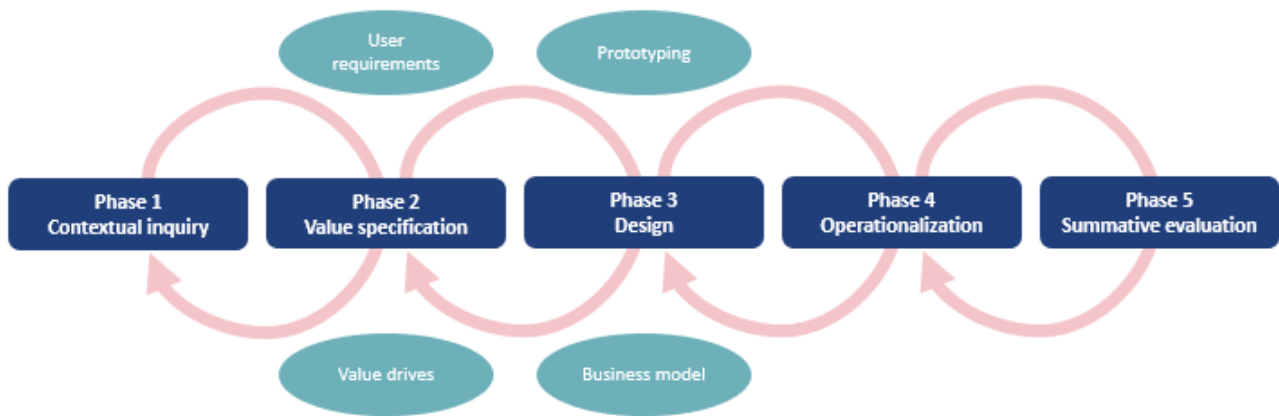 User
requirements
Prototyping
Phase 1
Contextual inquiry
Phase 2
Value specification
Phase 3
Design
Phase 4
Operationalization
Phase 5
Summative evaluation
Value drives
Business model